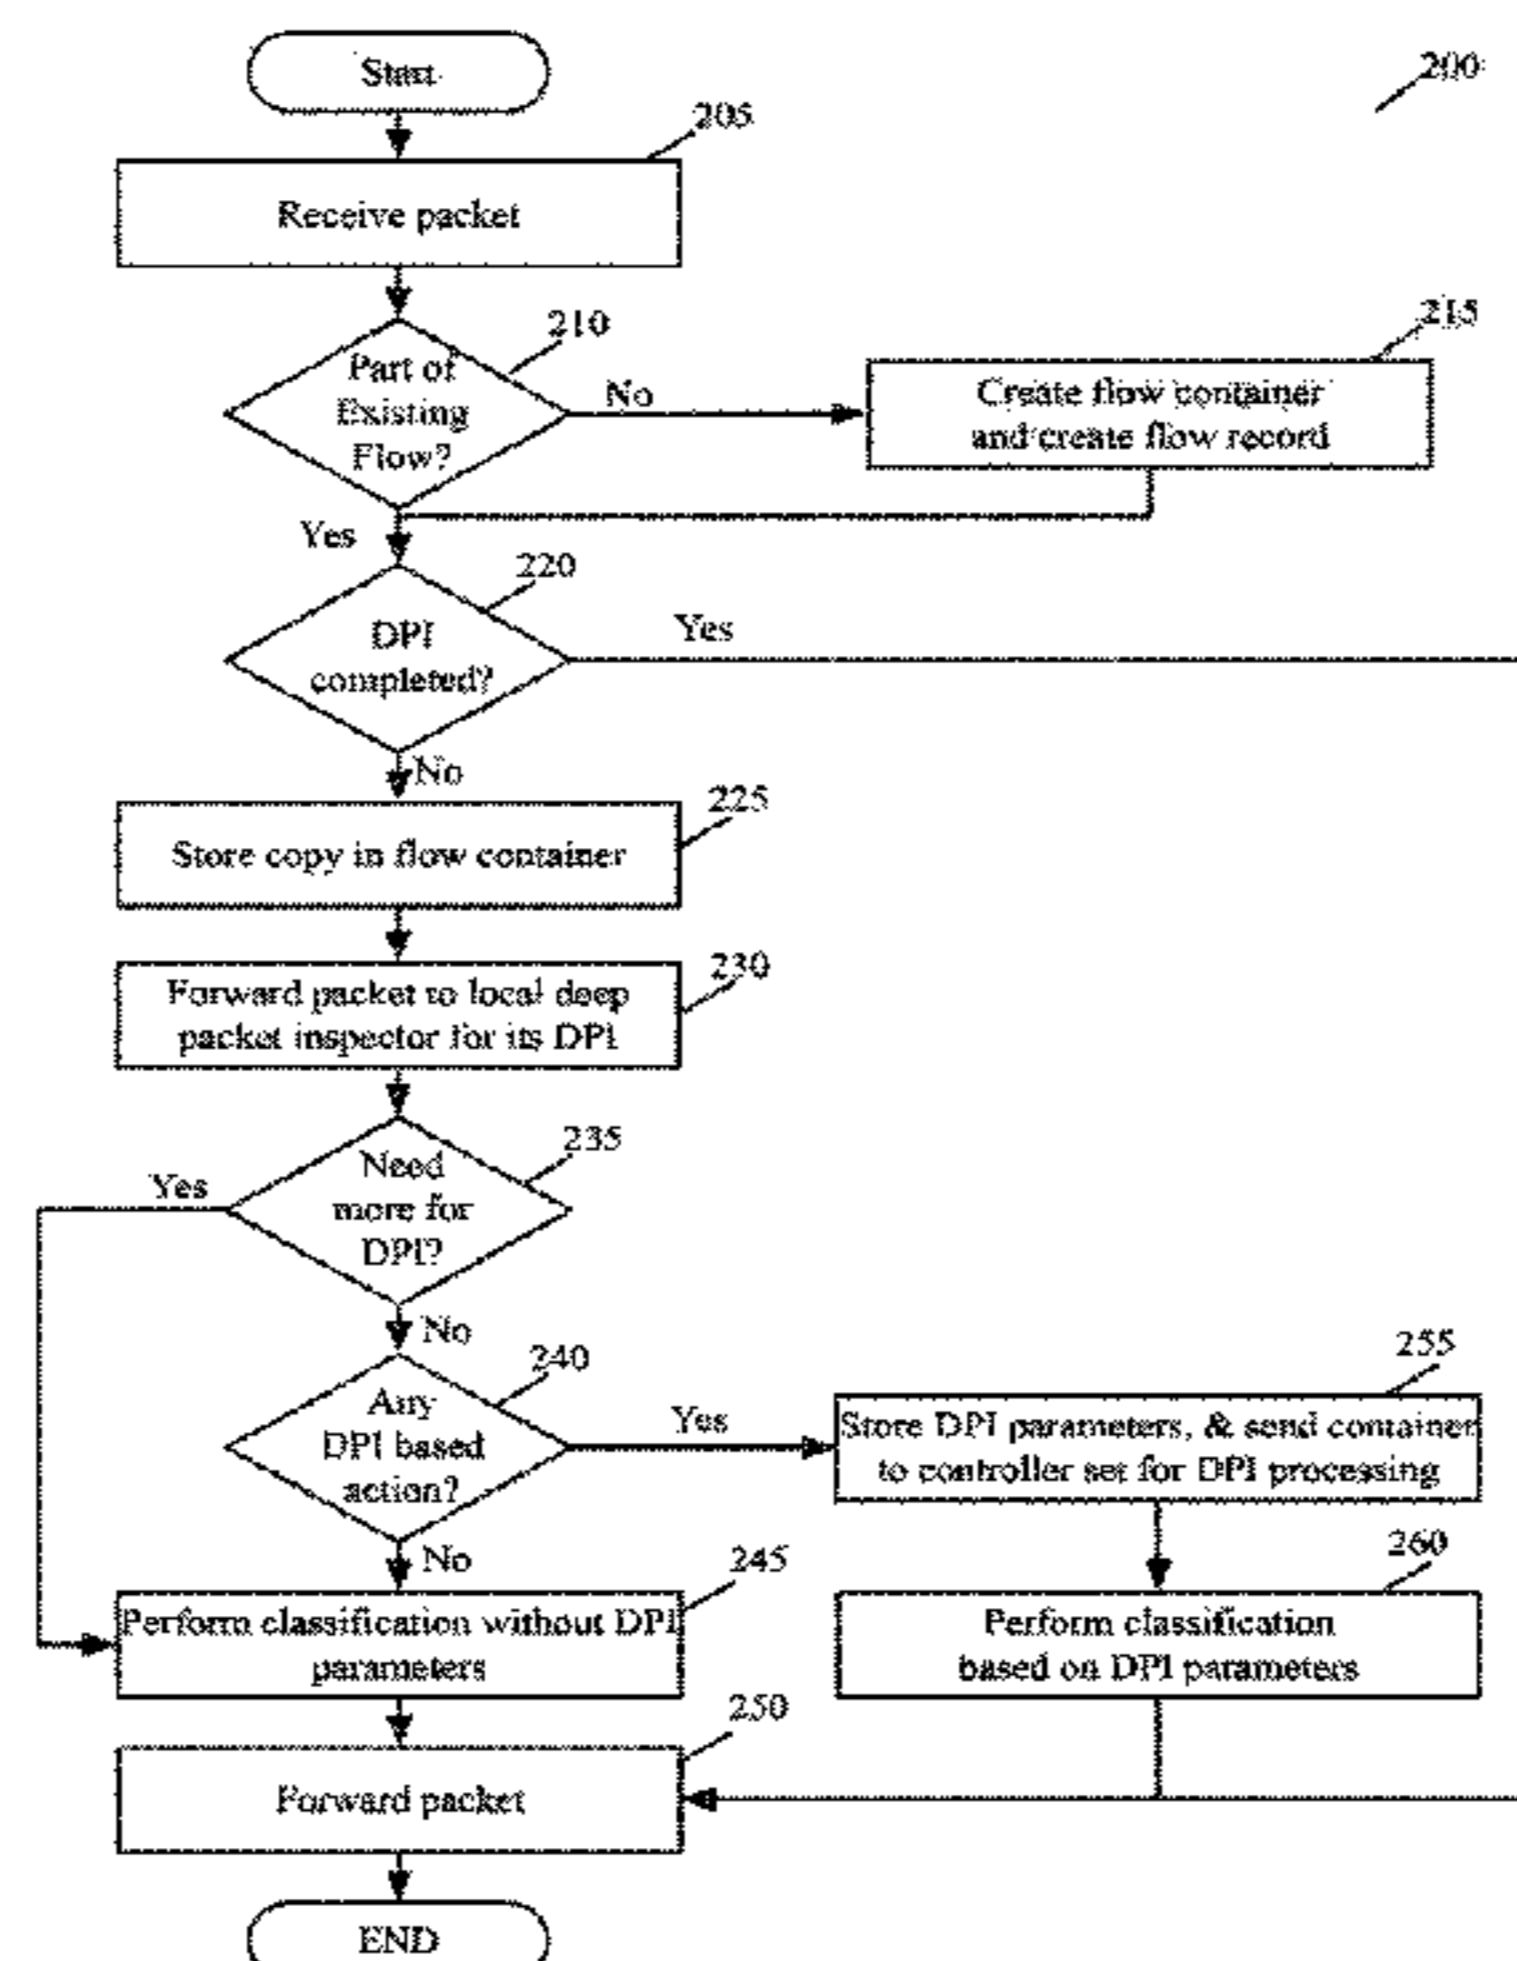 Start
200
205
Receive packet
210
Part of
Existing
Flow?
No
215
Create flow container
and create flow record
Yes
220
DPI
completed?
Yes
No
225
Store copy in flow container
230
Forward packet to local deep
packet inspector for its DPI
235
Need
more for
DPI?
Yes
No
240
Any
DPI based
action?
Yes
255
Store DPI parameters, & send container
to controller set for DPI processing
No
245
Perform classification without DPI
parameters
260
Perform classification
based on DPI parameters
250
Forward packet
END